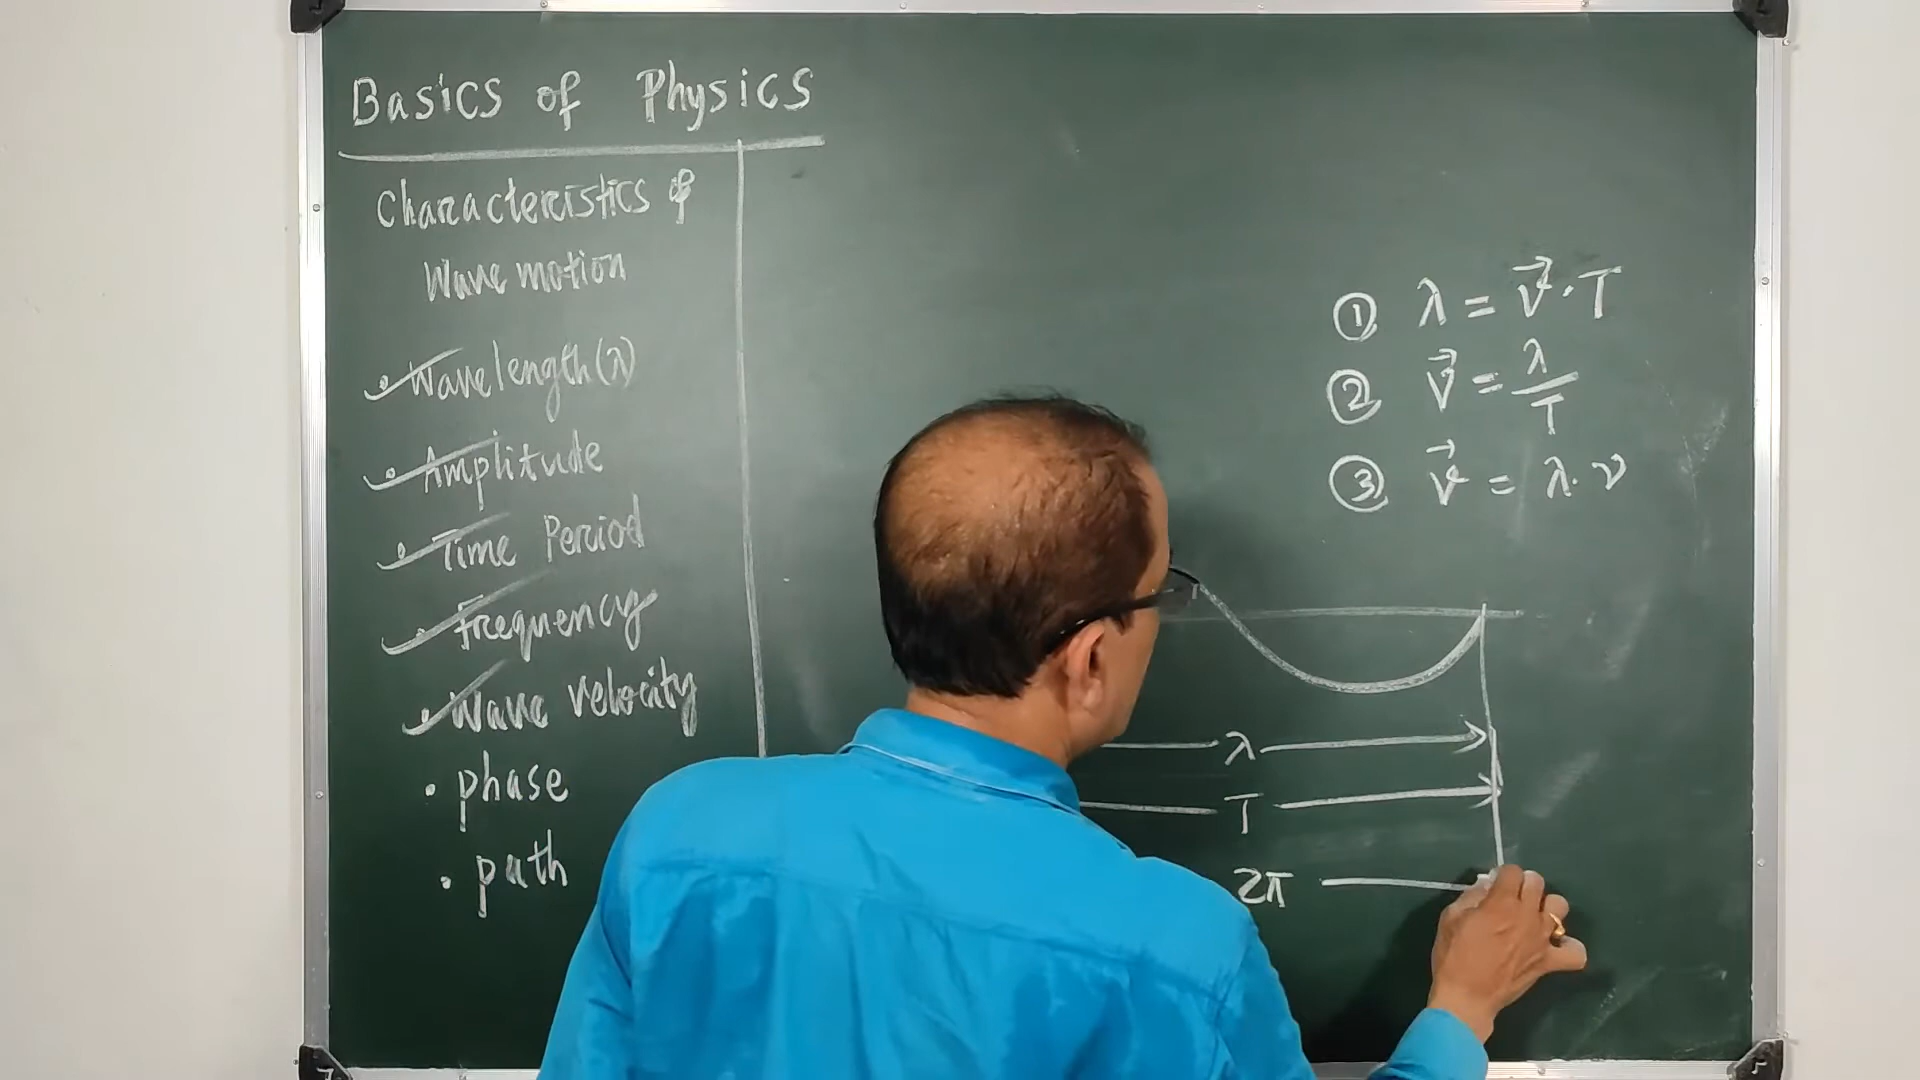 Basics of Physics
Characteristics of
Wave motion
• Wavelength (λ)
• Amplitude
• Time Period
• Frequency
• Wave velocity
• phase
• path
① λ = v⃗ · T
② v⃗ = λ/T
③ v⃗ = λ · ν
λ
T
2π